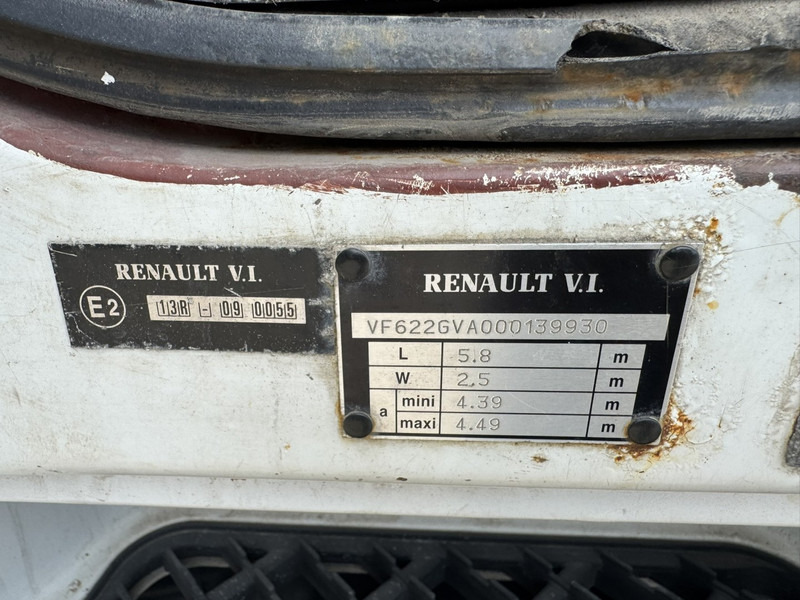 RENAULT V.I.
E2 13R - 09 0055
RENAULT V.I.
VF622GVA000139930
L 5.8 m
W 2.5 m
a mini 4.39 m
maxi 4.49 m